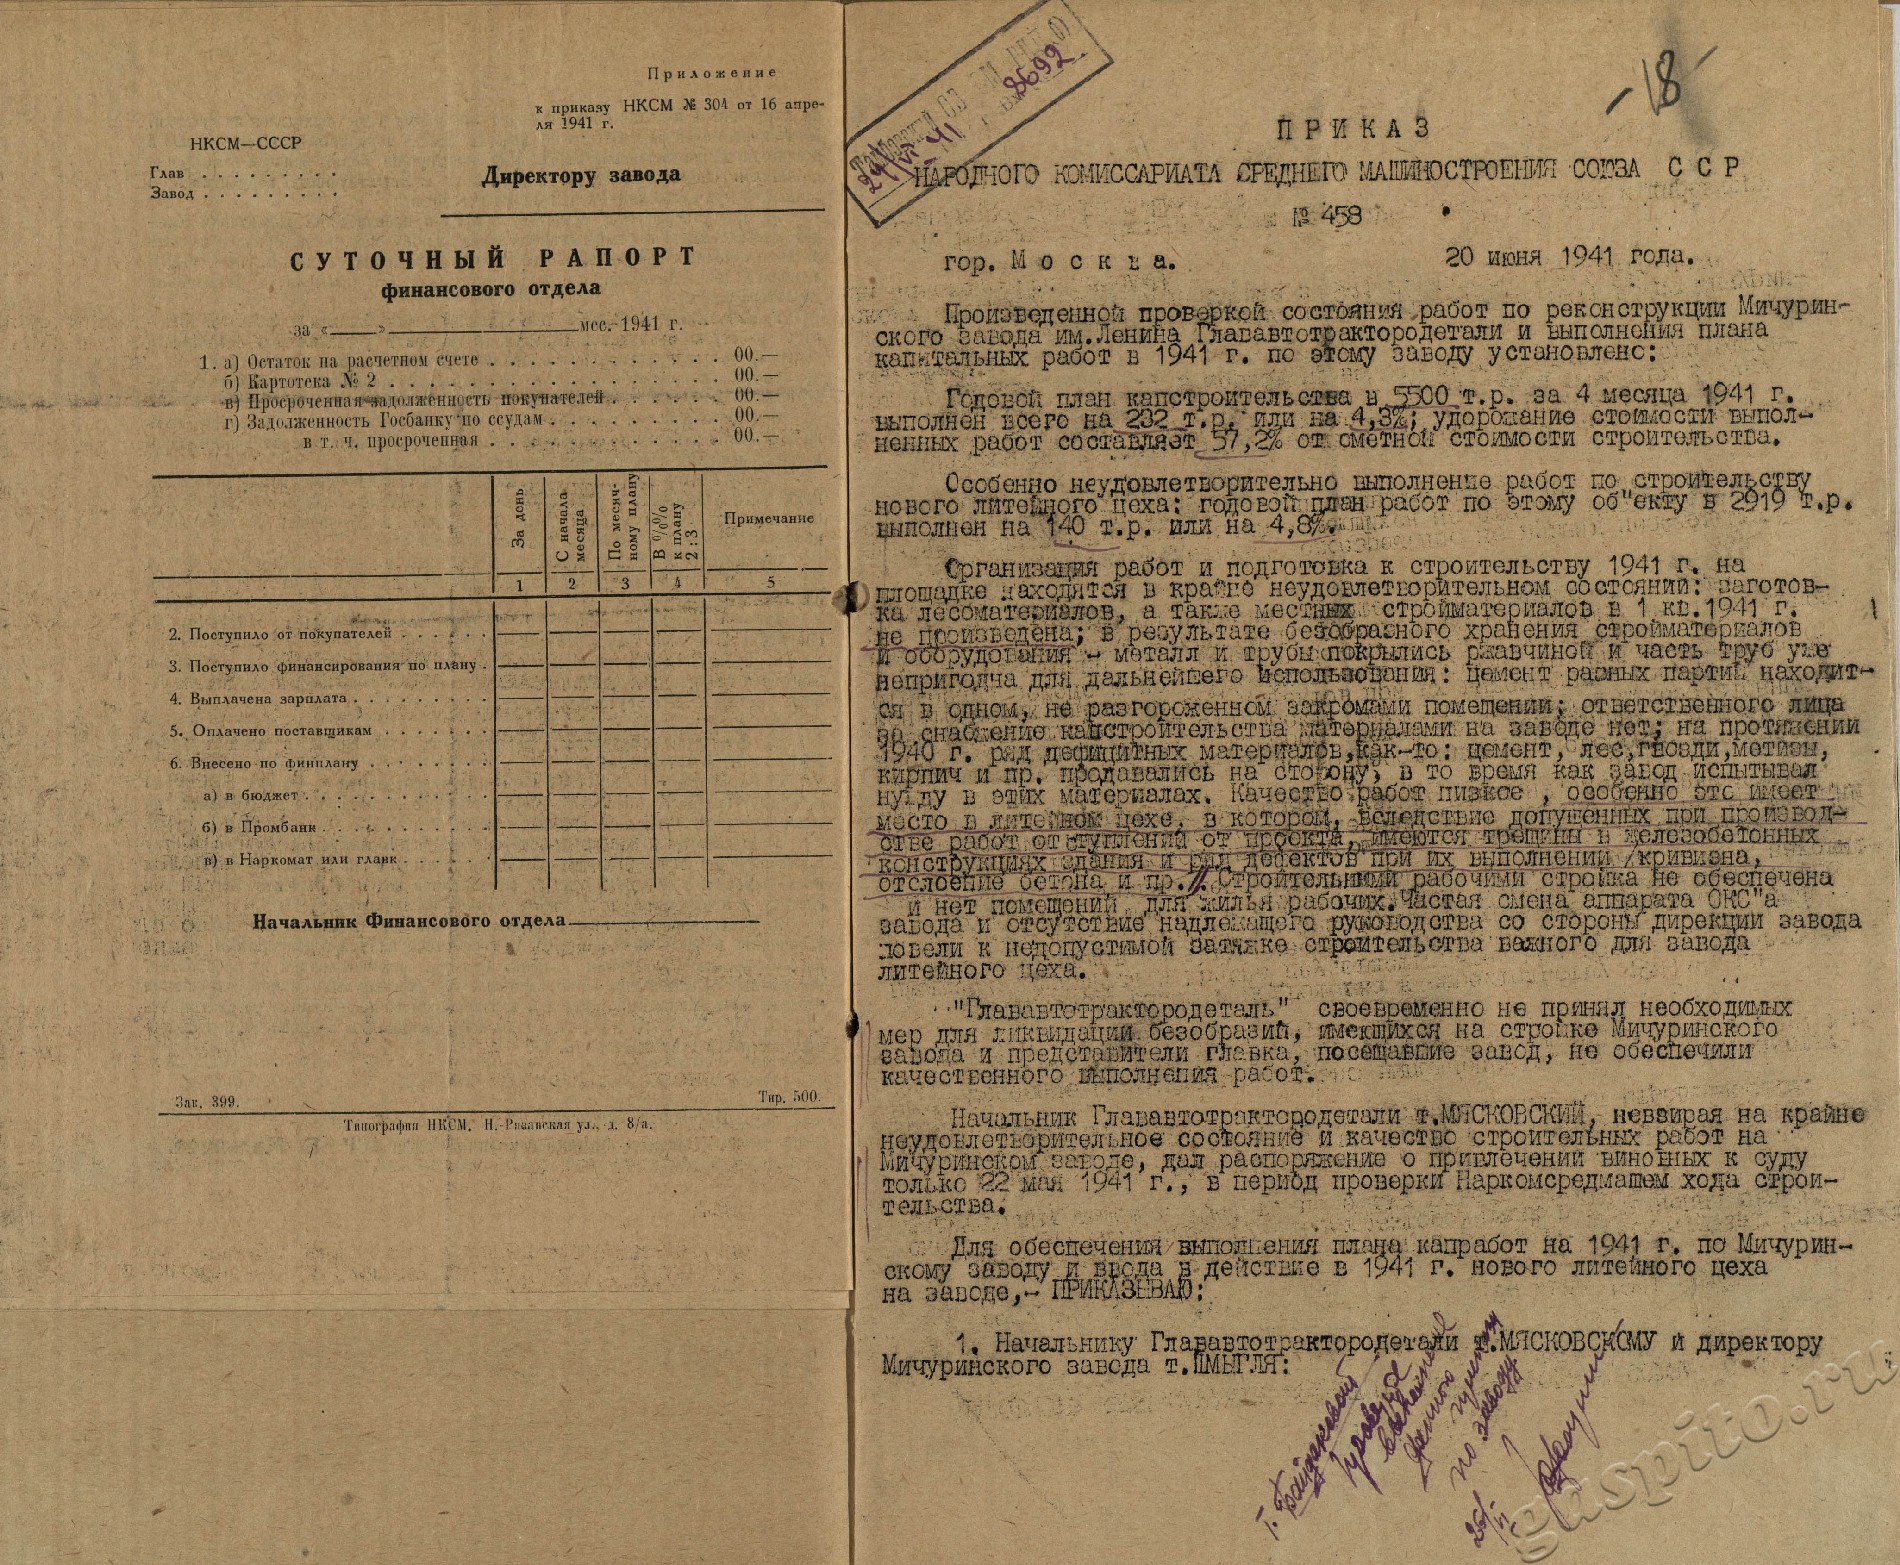 Приложение
к приказу НКСМ № 304 от 16 апре-
ля 1941 г.
НКСМ—СССР
Глав . . . . . . . . .
Завод . . . . . . . . .
Директору завода
СУТОЧНЫЙ РАПОРТ
финансового отдела
за «____»____________мес. 1941 г.
1. а) Остаток на расчетном счете . . . . . . . . . . . 00.—
б) Картотека № 2 . . . . . . . . . . . . . . . . 00.—
в) Просроченная задолженность покупателей . . . . . . 00.—
г) Задолженность Госбанку по ссудам . . . . . . . . . 00.—
в т. ч. просроченная . . . . . . . . . . . . 00.—
За день
С начала месяца
По месяч-
ному плану
В %%
к плану
2 : 3
Примечание
1 2 3 4 5
2. Поступило от покупателей . . . . . .
3. Поступило финансирования по плану .
4. Выплачена зарплата . . . . . . . . .
5. Оплачено поставщикам . . . . . . .
6. Внесено по финплану . . . . . . . .
а) в бюджет . . . . . . . . . . . .
б) в Промбанк . . . . . . . . . . .
в) в Наркомат или главк . . . . . .
Начальник Финансового отдела
Зак. 399. Тир. 500.
Типография НКСМ. Н.-Рязанская ул., д. 8/а.
8692
-18-
ПРИКАЗ
НАРОДНОГО КОМИССАРИАТА СРЕДНЕГО МАШИНОСТРОЕНИЯ СОЮЗА С С Р
№ 458
гор. М о с к в а. 20 июня 1941 года.
Произведенной проверкой состояния работ по реконструкции Мичурин-
ского завода им.Ленина Глававтотрактородетали и выполнения плана
капитальных работ в 1941 г. по этому заводу установлено:
Годовой план капстроительства в 5500 т.р. за 4 месяца 1941 г.
выполнен всего на 232 т.р. или на 4,3%; удорожание стоимости выпол-
ненных работ составляет 57,2% от сметной стоимости строительства.
Особенно неудовлетворительно выполнение работ по строительству
нового литейного цеха: годовой план работ по этому об"екту в 2919 т.р.
выполнен на 140 т.р. или на 4,8%.
Организация работ и подготовка к строительству 1941 г. на
площадке находятся в крайне неудовлетворительном состоянии: заготов-
ка лесоматериалов, а также местных стройматериалов в 1 кв.1941 г.
не произведена; в результате безобразного хранения стройматериалов
и оборудования - металл и трубы покрылись ржавчиной и часть труб уже
непригодна для дальнейшего использования: цемент разных партий находит-
ся в одном, не разгороженном закромами помещении; ответственного лица
за снабжение капстроительства материалами на заводе нет; на протяжении
1940 г. ряд дефицитных материалов,как-то: цемент, лес,гвозди,метизы,
кирпич и пр. продавались на сторону, в то время как завод испытывал
нужду в этих материалах. Качество работ низкое , особенно это имеет
место в литейном цехе, в котором, вследствие допущенных при производ-
стве работ отступлений от проекта, имеются трещины в железобетонных
конструкциях здания и ряд дефектов при их выполнении /кривизна,
отслоение бетона и пр./. Строительными рабочими стройка не обеспечена
и нет помещений для жилья рабочих.Частая смена аппарата ОКС"а
завода и отсутствие надлежащего руководства со стороны дирекции завода
довели к недопустимой затяжке строительства важного для завода
литейного цеха.
"Глававтотрактородеталь" своевременно не принял необходимых
мер для ликвидации безобразий, имеющихся на стройке Мичуринского
завода и представители главка, посещавшие завод, не обеспечили
качественного выполнения работ.
Начальник Глававтотрактородетали т.МЯСКОВСКИЙ, невзирая на крайне
неудовлетворительное состояние и качество строительных работ на
Мичуринском заводе, дал распоряжение о привлечении виновных к суду
только 22 мая 1941 г., в период проверки Наркомсредмашем хода строи-
тельства.
Для обеспечения выполнения плана капработ на 1941 г. по Мичурин-
скому заводу и ввода в действие в 1941 г. нового литейного цеха
на заводе,- ПРИКАЗЫВАЮ:
1. Начальнику Глававтотрактородетали т.МЯСКОВСКОМУ и директору
Мичуринского завода т.ШМЫГЛЯ:
по заводу
gaspito.ru